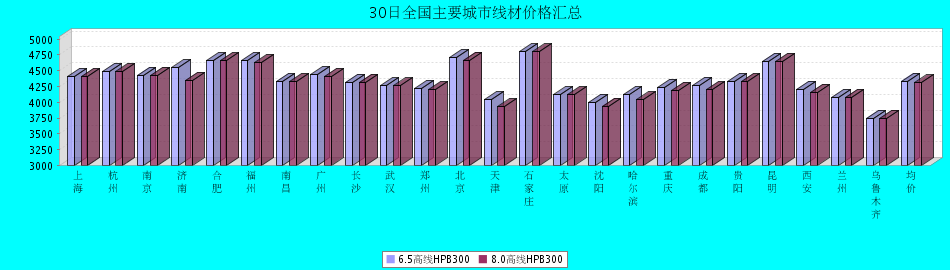 30日全国主要城市线材价格汇总
5000
4750
4500
4250
4000
3750
3500
3250
3000
上海
杭州
南京
济南
合肥
福州
南昌
广州
长沙
武汉
郑州
北京
天津
石家庄
太原
沈阳
哈尔滨
重庆
成都
贵阳
昆明
西安
兰州
乌鲁木齐
均价
6.5高线HPB300 8.0高线HPB300